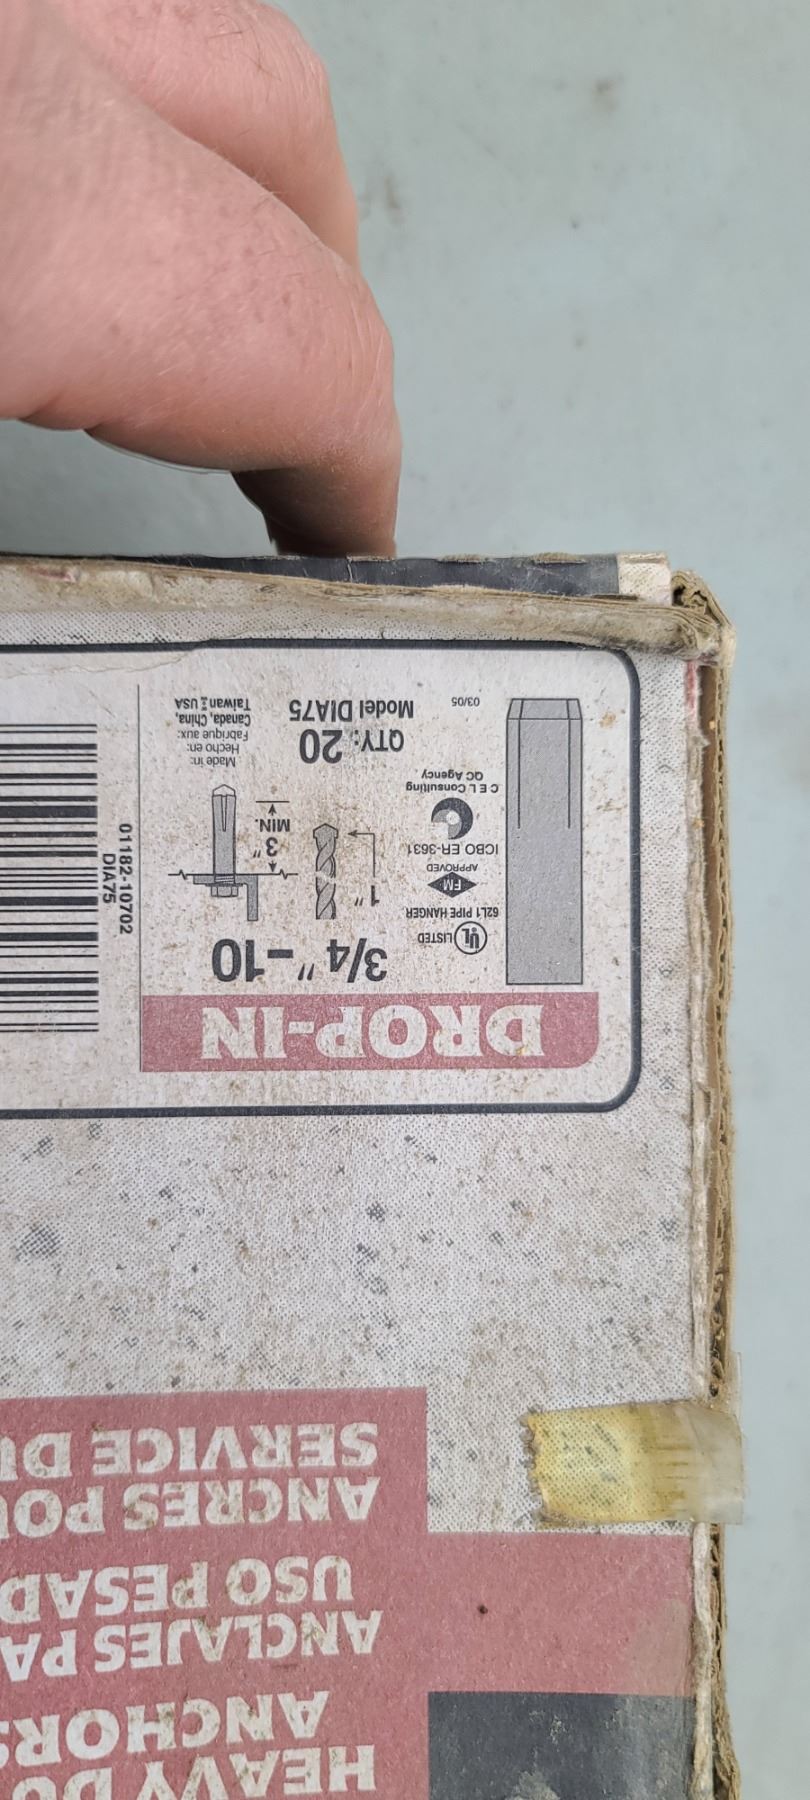 HEAVY DU
ANCHORS
ANCLAJES PA
USO PESAD
ANCRES POU
SERVICE DU
DROP-IN
3/4"-10
UL LISTED
62L1 PIPE HANGER
FM
APPROVED
ICBO ER-3631
C E L Consulting
QC Agency
03/05
1"
3"
MIN.
QTY: 20
Model DIA75
Made in:
Hecho en:
Fabrique aux:
Canada, China,
Taiwan USA
01182-10702
DIA75